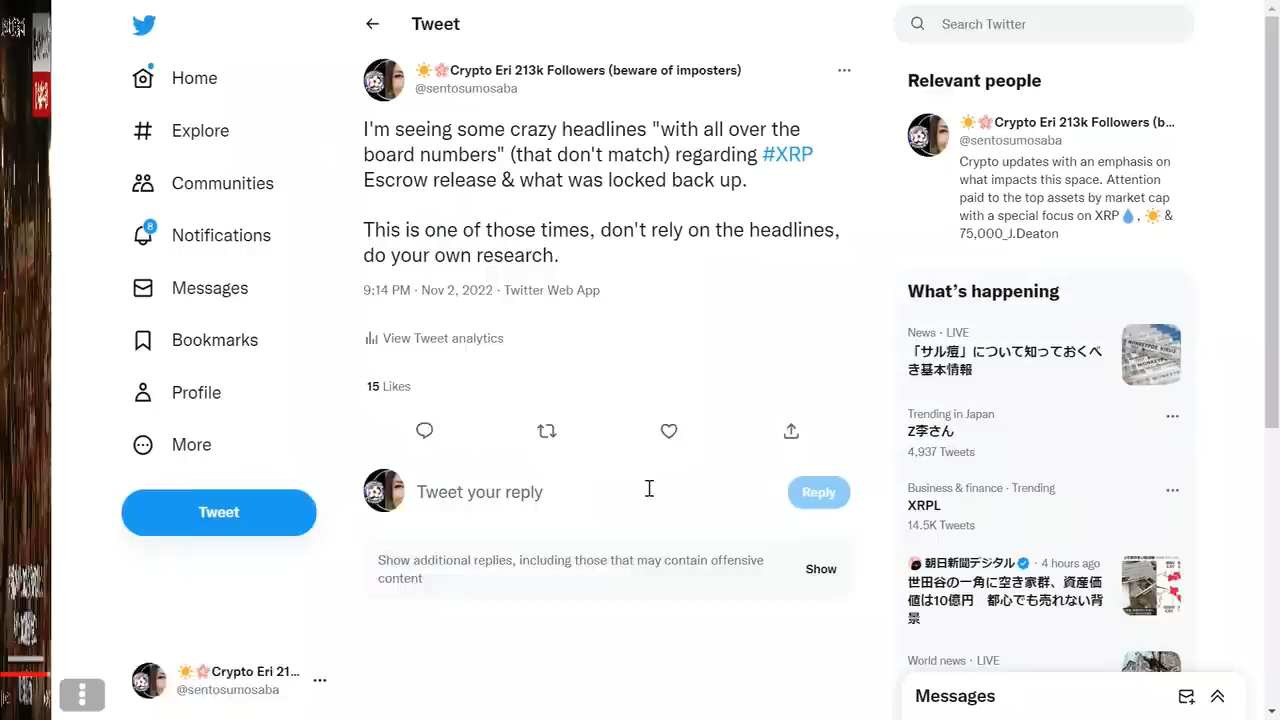 Home
Explore
Communities
8
Notifications
Messages
Bookmarks
Profile
More
Tweet
☀️🌸Crypto Eri 21...
@sentosumosaba
Tweet
☀️🌸Crypto Eri 213k Followers (beware of imposters)
@sentosumosaba
I'm seeing some crazy headlines "with all over the
board numbers" (that don't match) regarding #XRP
Escrow release & what was locked back up.
This is one of those times, don't rely on the headlines,
do your own research.
9:14 PM · Nov 2, 2022 · Twitter Web App
View Tweet analytics
15 Likes
Tweet your reply
Reply
Show additional replies, including those that may contain offensive
content
Show
Search Twitter
Relevant people
☀️🌸Crypto Eri 213k Followers (b...
@sentosumosaba
Crypto updates with an emphasis on
what impacts this space. Attention
paid to the top assets by market cap
with a special focus on XRP💧, ☀️ &
75,000_J.Deaton
What's happening
News · LIVE
「サル痘」について知っておくべ
き基本情報
Trending in Japan
Z李さん
4,937 Tweets
Business & finance · Trending
XRPL
14.5K Tweets
朝日新聞デジタル · 4 hours ago
世田谷の一角に空き家群、資産価
値は10億円 都心でも売れない背
景
World news · LIVE
Messages